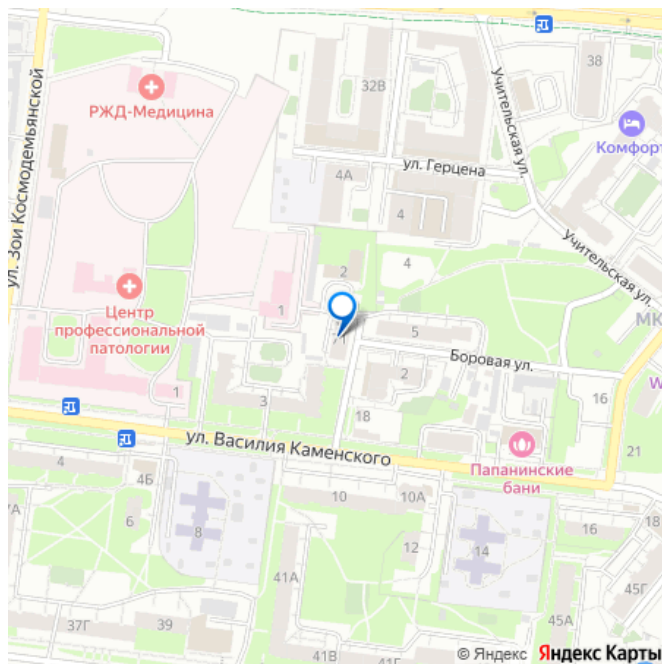 38
32В
РЖД-Медицина
Учительская ул.
Комфорт
ул. Зои Космодемьянской
ул. Герцена
4А
4
Учительская ул.
2
4
Центр
профессиональной
патологии
1
5
МК
Боровая ул.
1
3
2
18
16
ул. Василия Каменского
Папанинские
бани
21
4
4Б
10
10А
7А
6
8
12
14
16
18
41А
45Г
37Г
39
45А
41В
© Яндекс Яндекс Карты